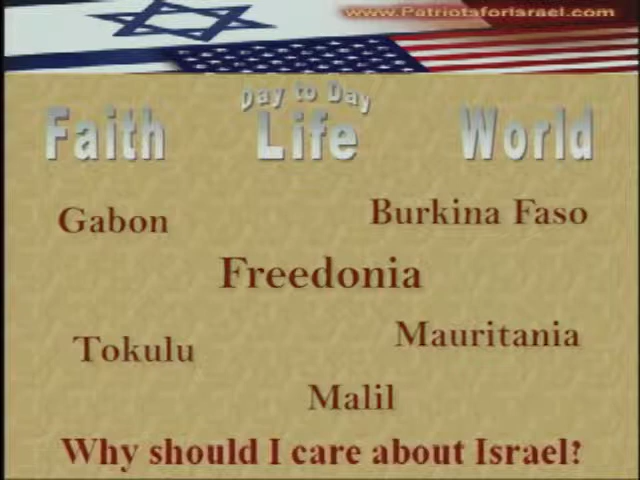 www.PatriotsforIsrael.com
Day to Day
Faith Life World
Gabon Burkina Faso
Freedonia
Tokulu Mauritania
Malil
Why should I care about Israel?